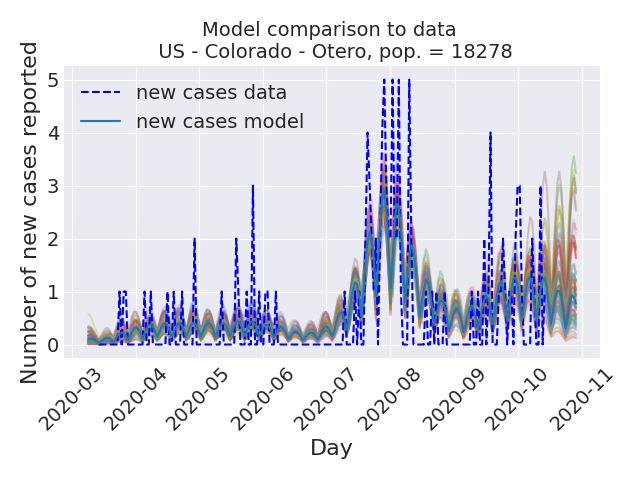 Model comparison to data
US - Colorado - Otero, pop. = 18278
Number of new cases reported
5
4
3
2
1
0
new cases data
new cases model
2020-03
2020-04
2020-05
2020-06
2020-07
2020-08
2020-09
2020-10
2020-11
Day